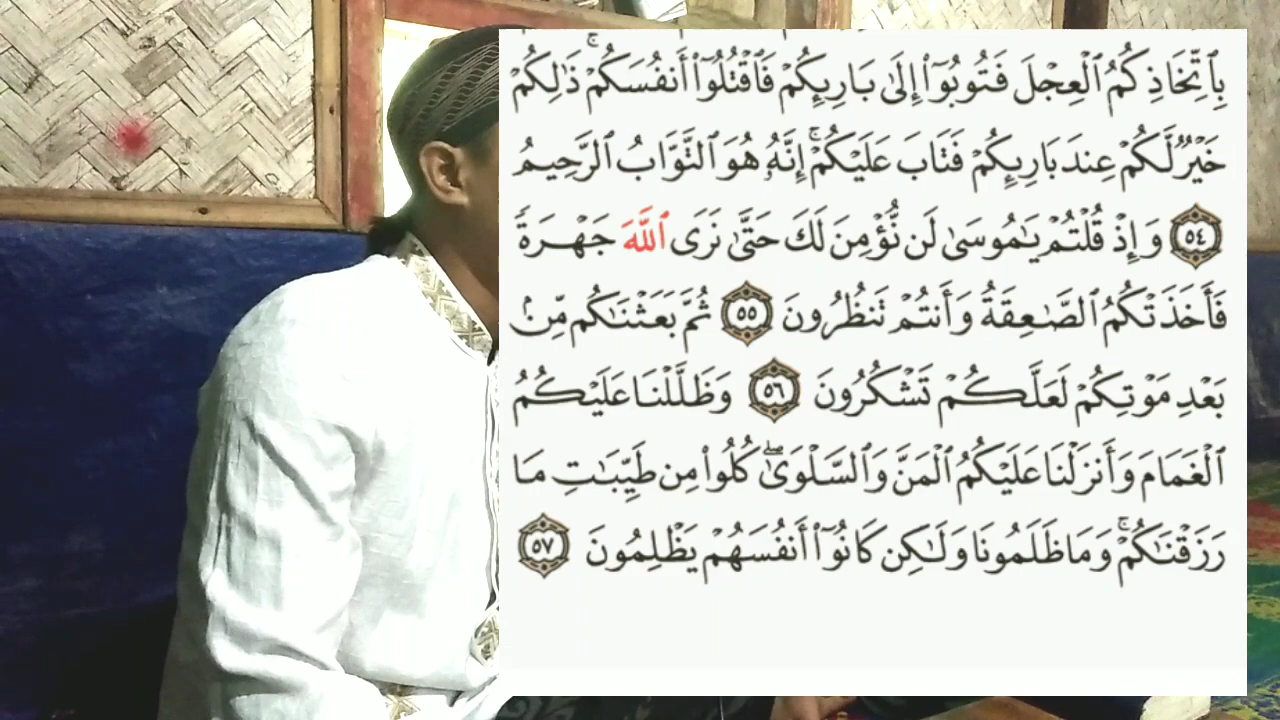 بِٱتِّخَاذِكُمُ ٱلْعِجْلَ فَتُوبُوٓا۟ إِلَىٰ بَارِئِكُمْ فَٱقْتُلُوٓا۟ أَنفُسَكُمْ ۚ ذَٰلِكُمْ
خَيْرٌ لَّكُمْ عِندَ بَارِئِكُمْ فَتَابَ عَلَيْكُمْ ۚ إِنَّهُۥ هُوَ ٱلتَّوَّابُ ٱلرَّحِيمُ
٥٤ وَإِذْ قُلْتُمْ يَٰمُوسَىٰ لَن نُّؤْمِنَ لَكَ حَتَّىٰ نَرَى ٱللَّهَ جَهْرَةً
فَأَخَذَتْكُمُ ٱلصَّٰعِقَةُ وَأَنتُمْ تَنظُرُونَ ٥٥ ثُمَّ بَعَثْنَٰكُم مِّنۢ
بَعْدِ مَوْتِكُمْ لَعَلَّكُمْ تَشْكُرُونَ ٥٦ وَظَلَّلْنَا عَلَيْكُمُ
ٱلْغَمَامَ وَأَنزَلْنَا عَلَيْكُمُ ٱلْمَنَّ وَٱلسَّلْوَىٰ ۖ كُلُوا۟ مِن طَيِّبَٰتِ مَا
رَزَقْنَٰكُمْ ۚ وَمَا ظَلَمُونَا وَلَٰكِن كَانُوٓا۟ أَنفُسَهُمْ يَظْلِمُونَ ٥٧